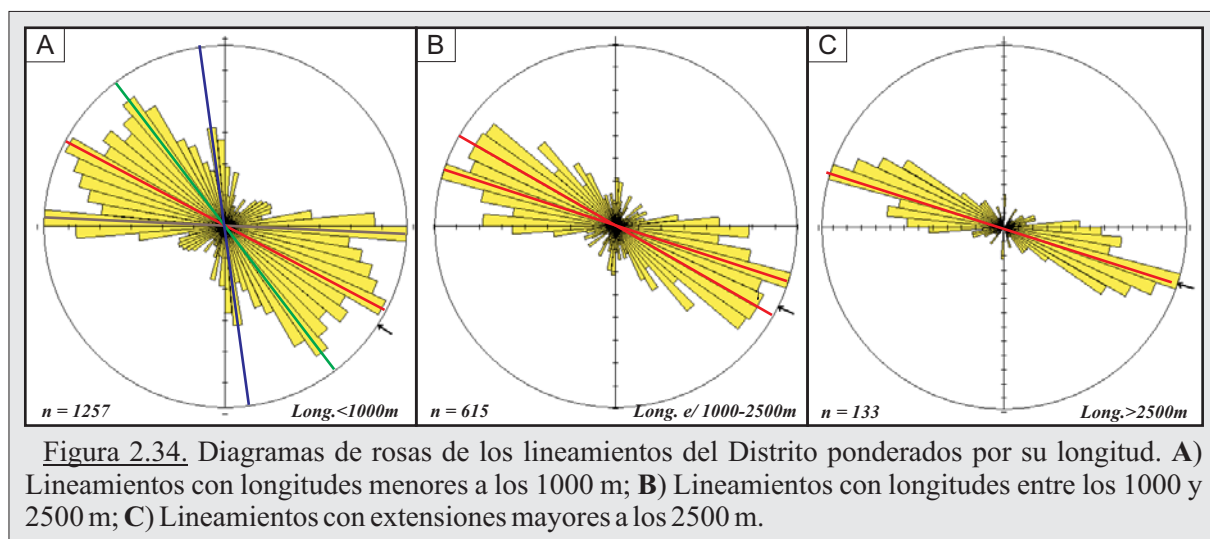 A
B
C
n = 1257
Long.<1000m
n = 615
Long. e/ 1000-2500m
n = 133
Long.>2500m
Figura 2.34. Diagramas de rosas de los lineamientos del Distrito ponderados por su longitud. A)
Lineamientos con longitudes menores a los 1000 m; B) Lineamientos con longitudes entre los 1000 y
2500 m; C) Lineamientos con extensiones mayores a los 2500 m.